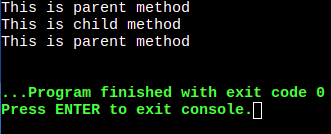 This is parent method
This is child method
This is parent method
...Program finished with exit code 0
Press ENTER to exit console.